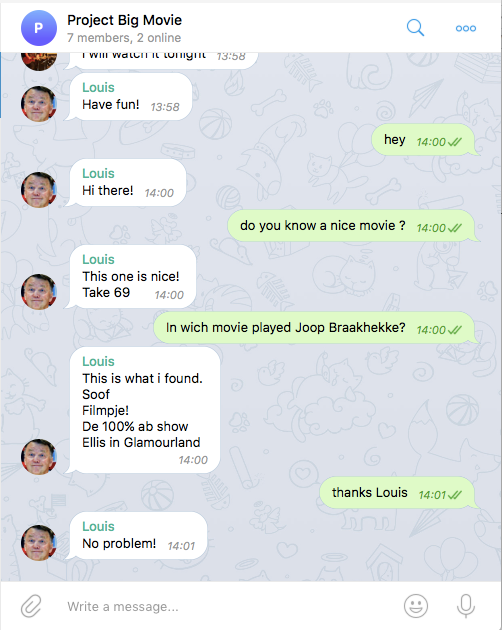 P
Project Big Movie
7 members, 2 online
I will watch it tonight 13:58
Louis
Have fun! 13:58
hey 14:00
Louis
Hi there! 14:00
do you know a nice movie ? 14:00
Louis
This one is nice!
Take 69 14:00
In wich movie played Joop Braakhekke? 14:00
Louis
This is what i found.
Soof
Filmpje!
De 100% ab show
Ellis in Glamourland
14:00
thanks Louis 14:01
Louis
No problem! 14:01
Write a message...